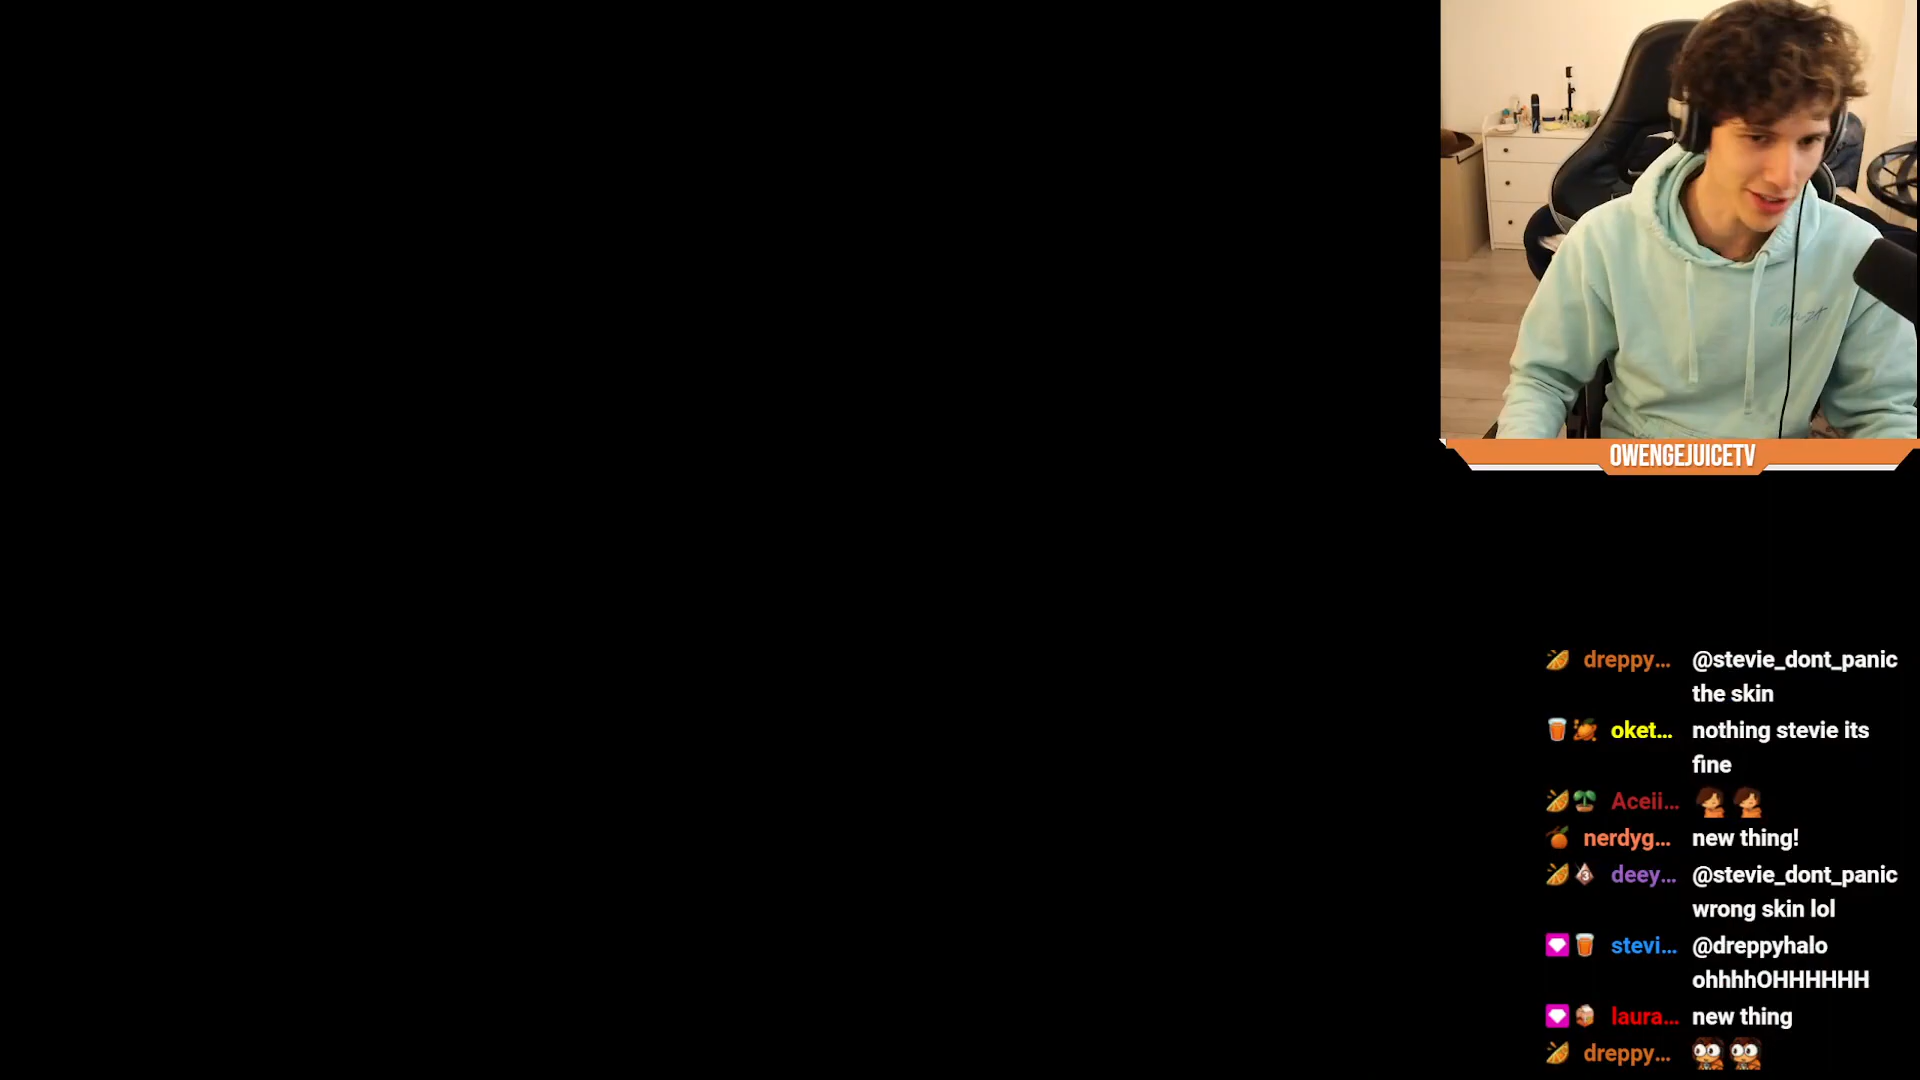 OWENGEJUICETV
dreppy... @stevie_dont_panic
the skin
oket... nothing stevie its
fine
Aceii...
nerdyg... new thing!
deey... @stevie_dont_panic
wrong skin lol
stevi... @dreppyhalo
ohhhhOHHHHHH
laura... new thing
dreppy...